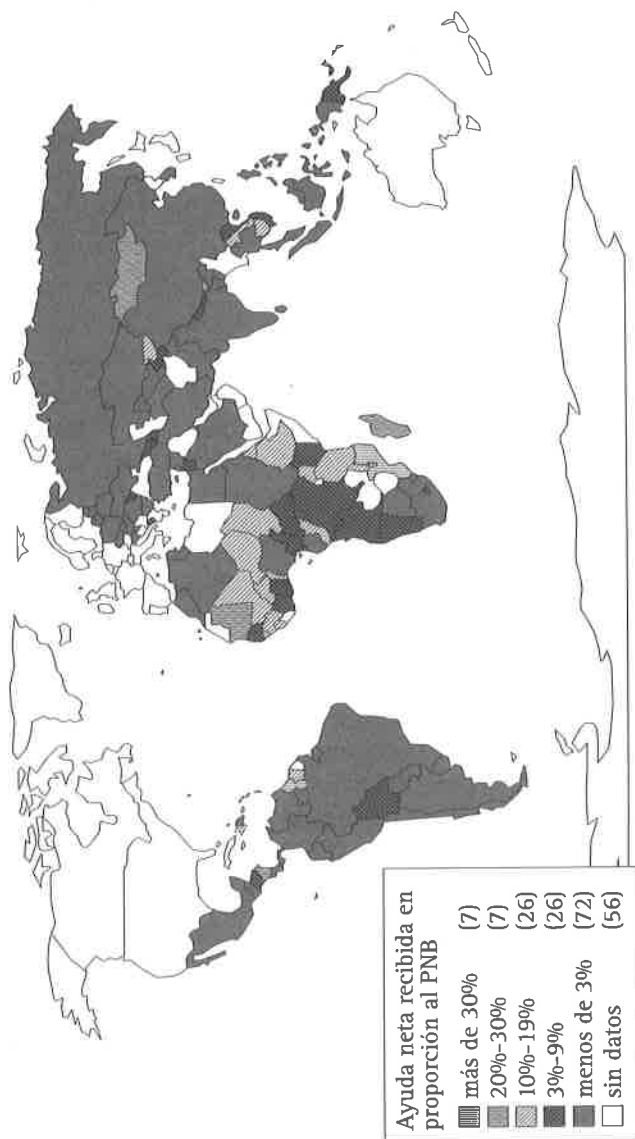 Ayuda neta recibida en
proporción al PNB
más de 30% (7)
20%-30% (7)
10%-19% (26)
3%-9% (26)
menos de 3% (72)
sin datos (56)